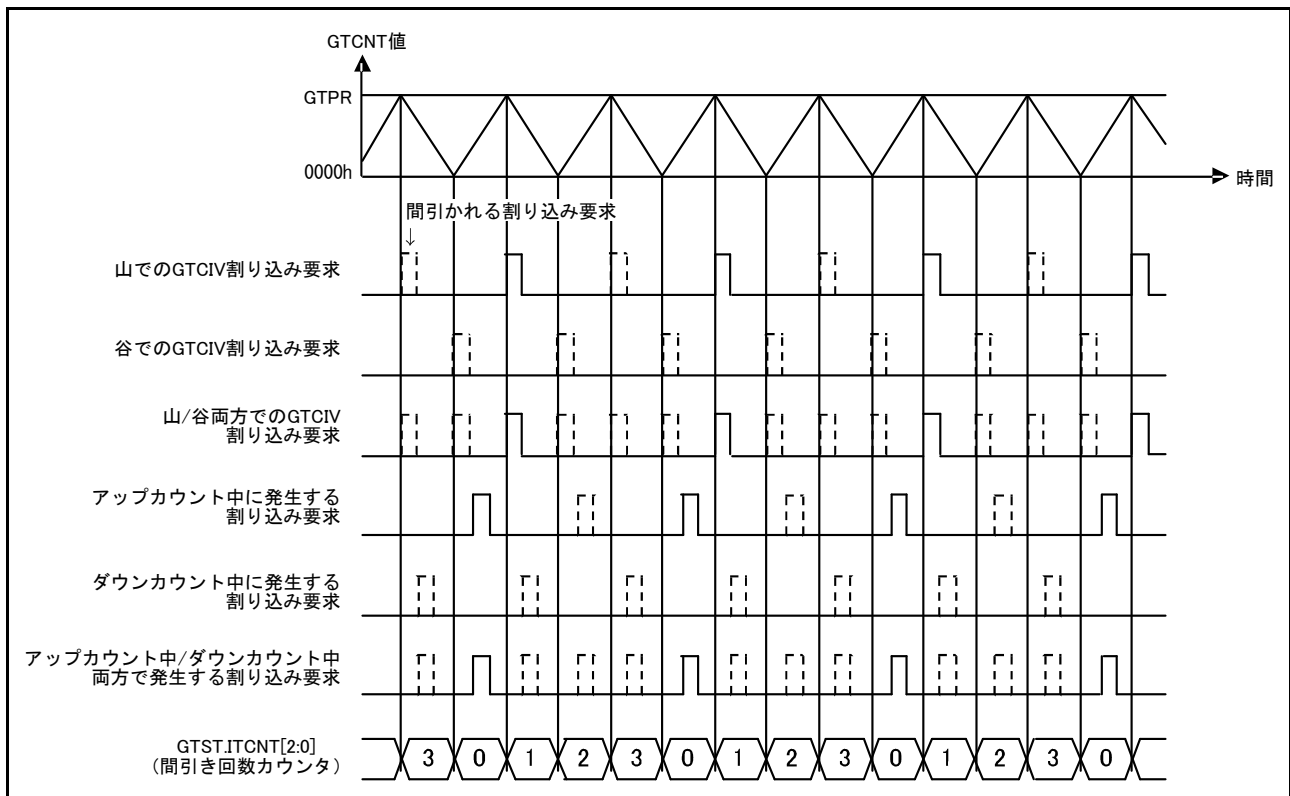 GTCNT値
GTPR
0000h
時間
間引かれる割り込み要求
↓
山でのGTCIV割り込み要求
谷でのGTCIV割り込み要求
山/谷両方でのGTCIV
割り込み要求
アップカウント中に発生する
割り込み要求
ダウンカウント中に発生する
割り込み要求
アップカウント中/ダウンカウント中
両方で発生する割り込み要求
GTST.ITCNT[2:0]
(間引き回数カウンタ)
3 0 1 2 3 0 1 2 3 0 1 2 3 0